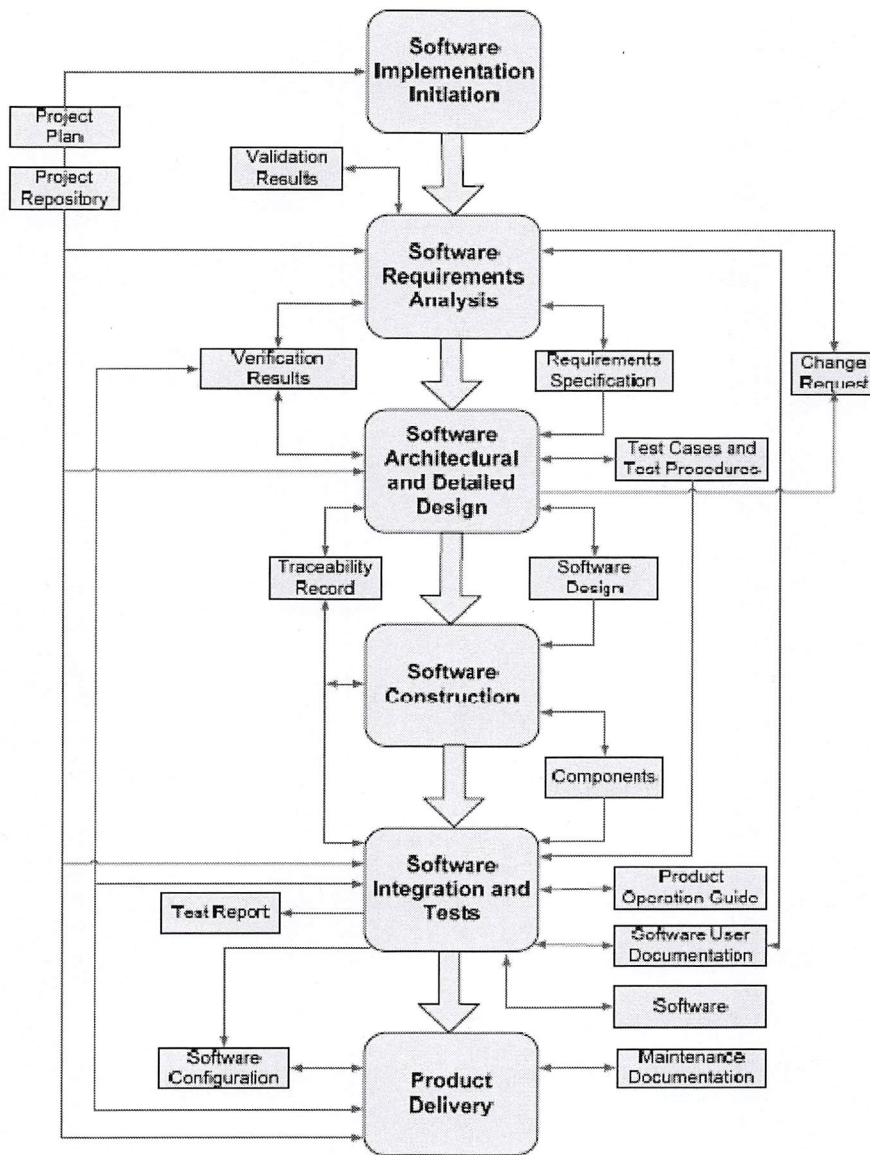 Software
Implementation
Initiation
Project
Plan
Project
Repository
Validation
Results
Software
Requirements
Analysis
Verification
Results
Requirements
Specification
Change
Request
Software
Architectural
and Detailed
Design
Test Cases and
Test Procedures
Traceability
Record
Software
Design
Software
Construction
Components
Software
Integration and
Tests
Product
Operation Guide
Test Report
Software User
Documentation
Software
Software
Configuration
Product
Delivery
Maintenance
Documentation